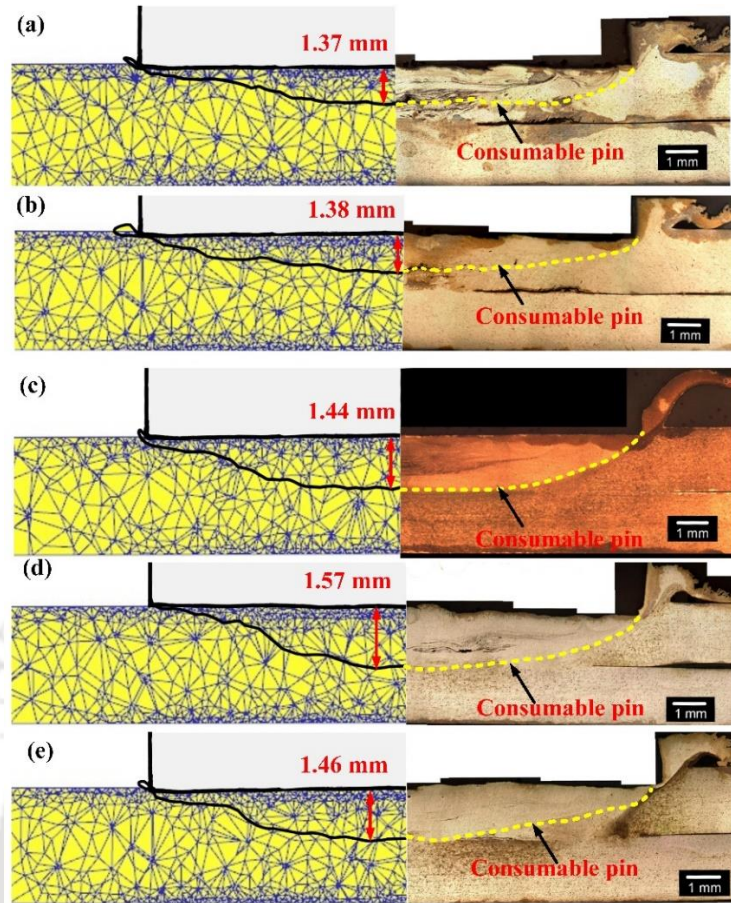 (a)
1.37 mm
Consumable pin
1 mm
(b)
1.38 mm
Consumable pin
1 mm
(c)
1.44 mm
Consumable pin
1 mm
(d)
1.57 mm
Consumable pin
1 mm
(e)
1.46 mm
Consumable pin
1 mm